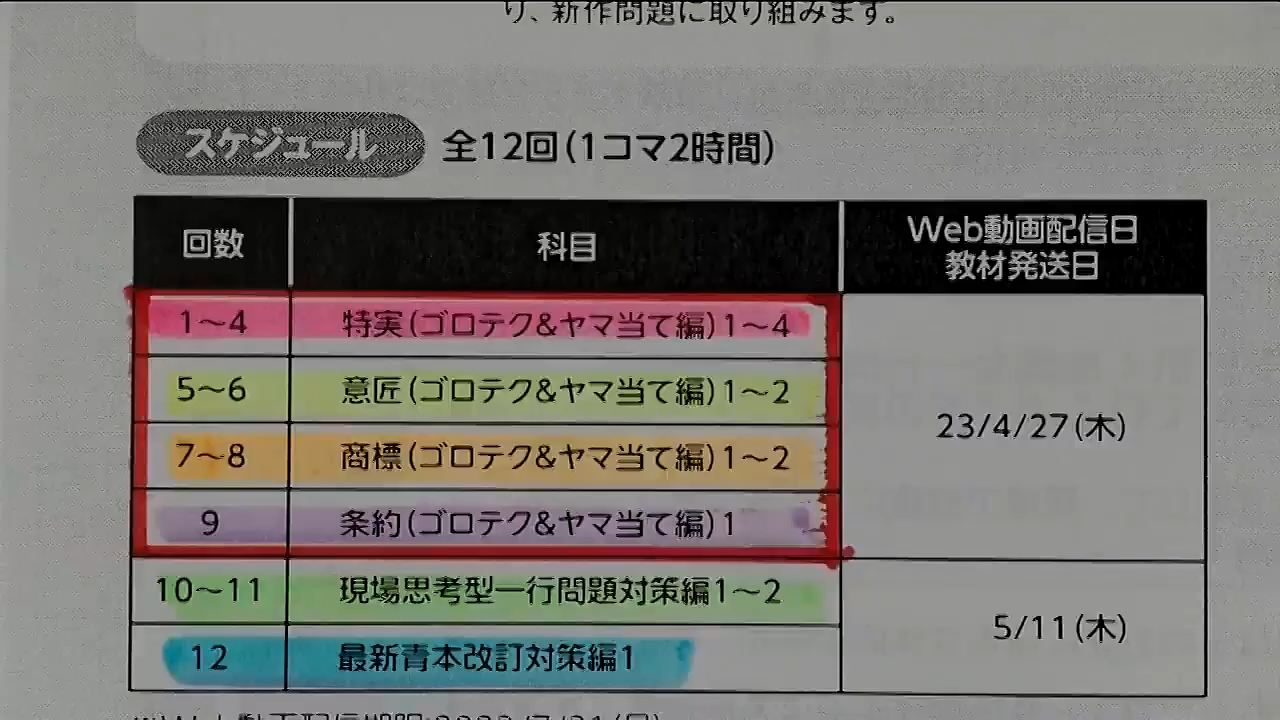 り、新作問題に取り組みます。
スケジュール 全12回(1コマ2時間)
回数 科目 Web動画配信日
教材発送日
1〜4 特実(ゴロテク&ヤマ当て編)1〜4
5〜6 意匠(ゴロテク&ヤマ当て編)1〜2
23/4/27(木)
7〜8 商標(ゴロテク&ヤマ当て編)1〜2
9 条約(ゴロテク&ヤマ当て編)1
10〜11 現場思考型一行問題対策編1〜2
5/11(木)
12 最新青本改訂対策編1